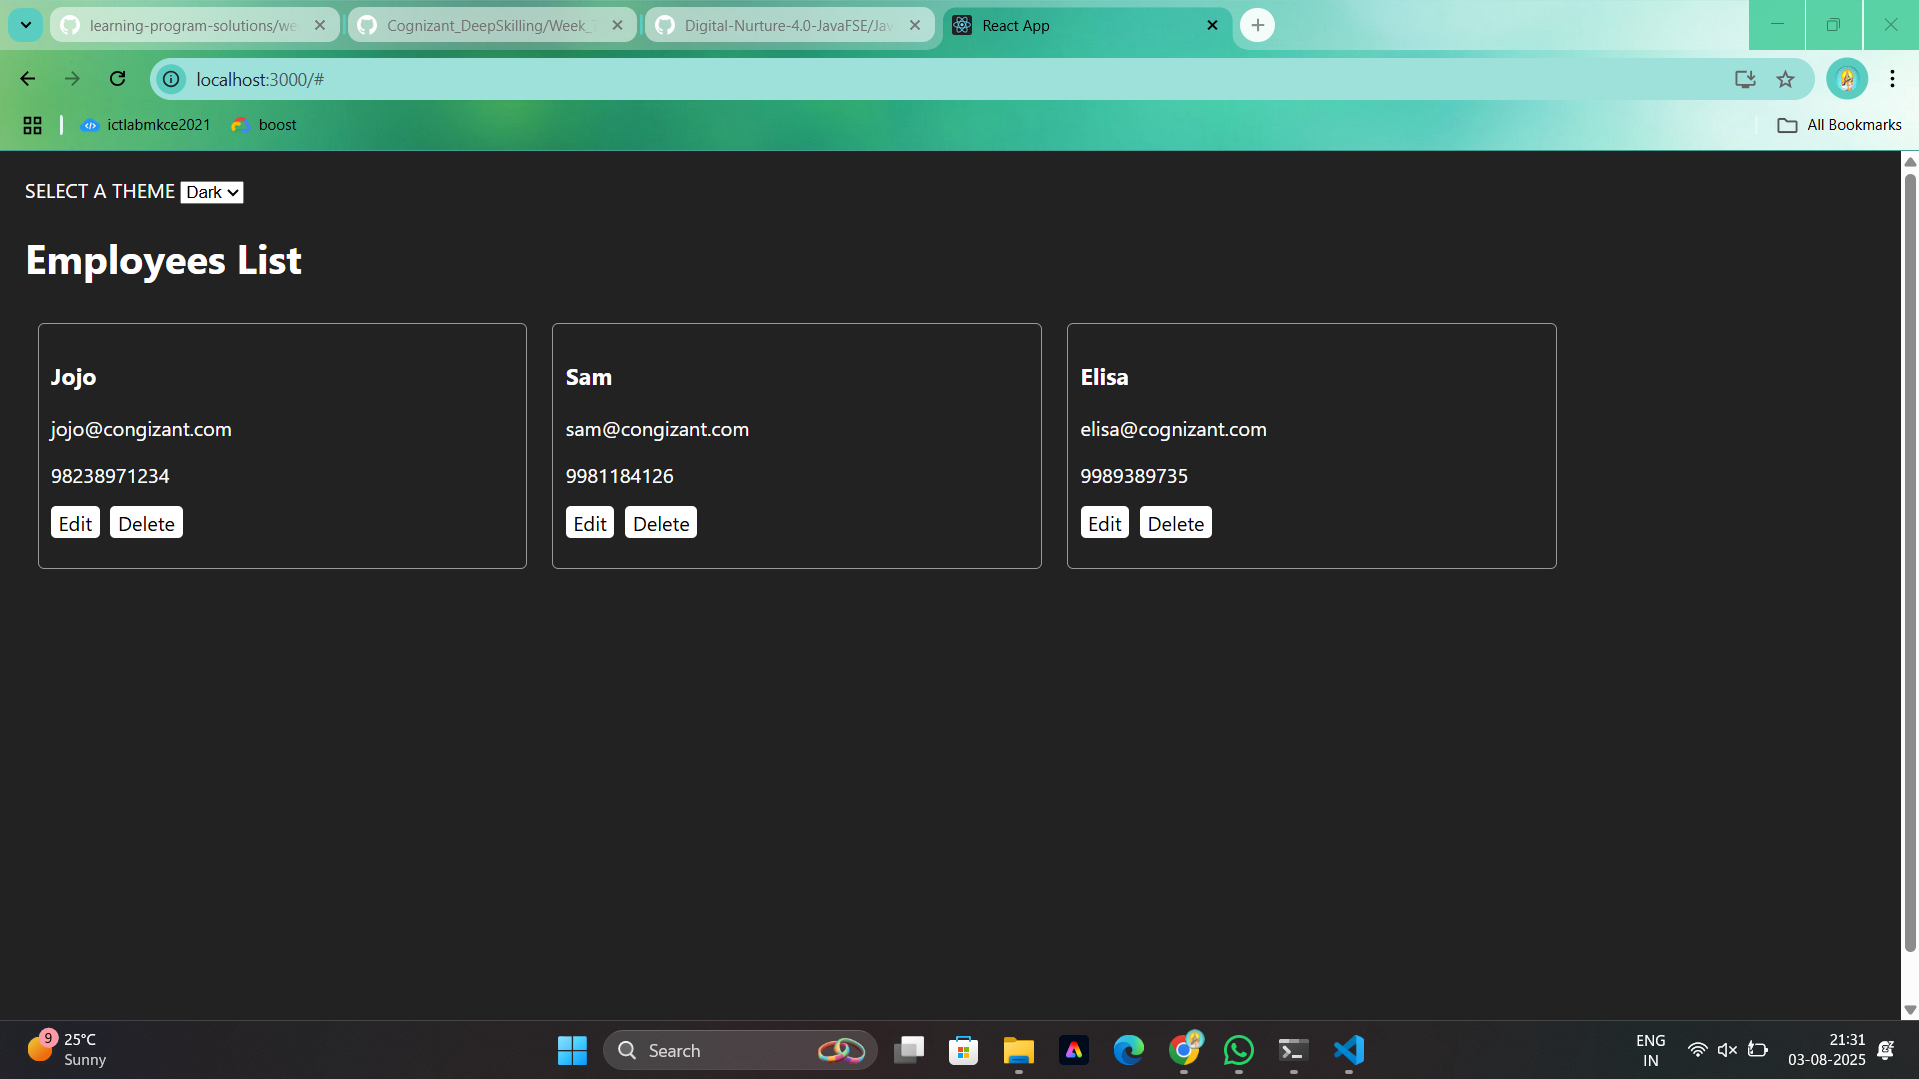 learning-program-solutions/we
Cognizant_DeepSkilling/Week_
Digital-Nurture-4.0-JavaFSE/Jav
React App
localhost:3000/#
ictlabmkce2021
boost
All Bookmarks
SELECT A THEME Dark
Employees List
Jojo
jojo@congizant.com
98238971234
Edit Delete
Sam
sam@congizant.com
9981184126
Edit Delete
Elisa
elisa@cognizant.com
9989389735
Edit Delete
9
25°C
Sunny
Search
ENG
IN
21:31
03-08-2025